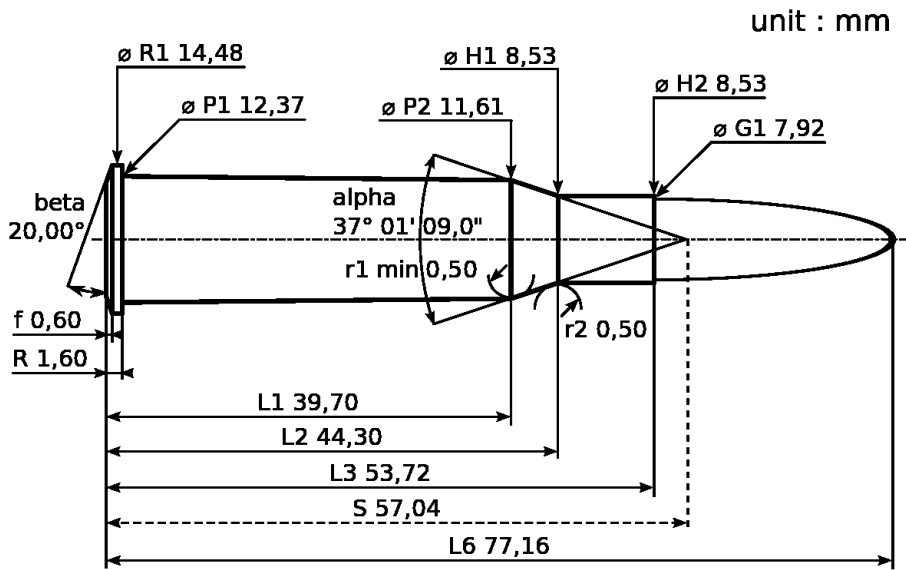 unit : mm
ø R1 14,48
ø H1 8,53
ø H2 8,53
ø P1 12,37
ø P2 11,61
ø G1 7,92
beta
20,00°
alpha
37° 01' 09,0"
r1 min 0,50
f 0,60
r2 0,50
R 1,60
L1 39,70
L2 44,30
L3 53,72
S 57,04
L6 77,16